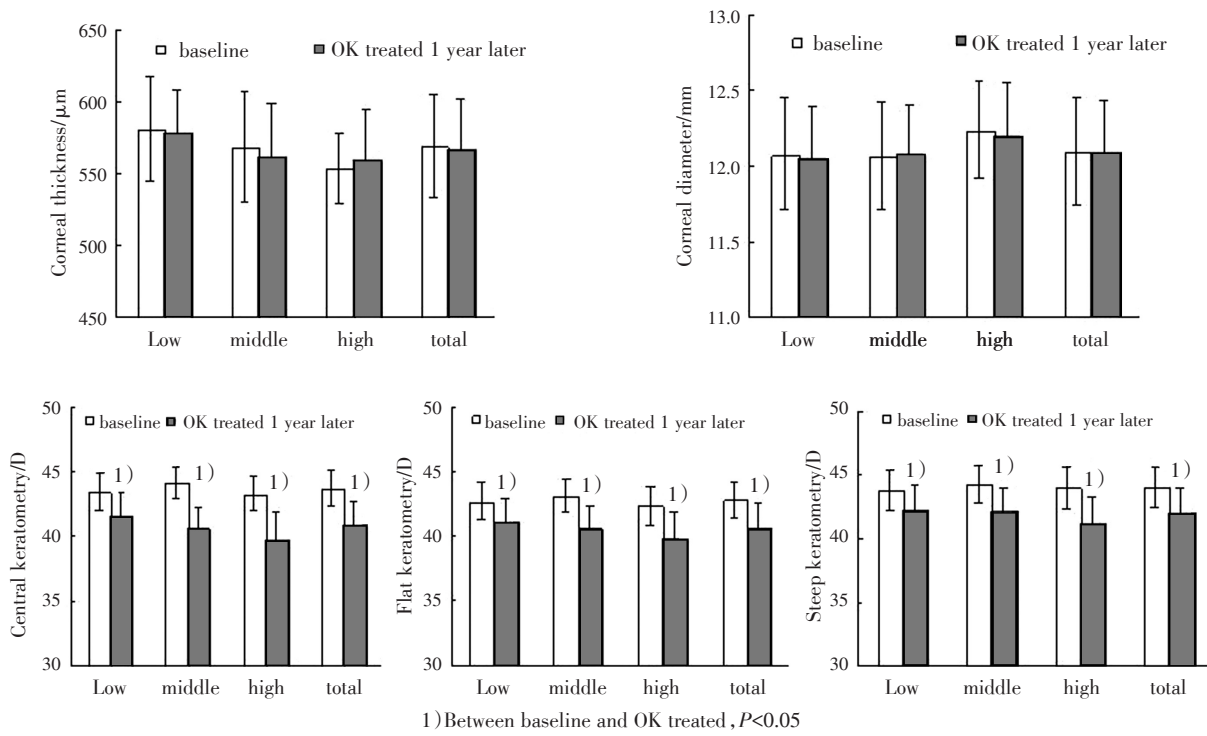 650
600
550
500
450
Corneal thickness/μm
baseline
OK treated 1 year later
Low
middle
high
total
13.0
12.5
12.0
11.5
11.0
Corneal diameter/mm
baseline
OK treated 1 year later
Low
middle
high
total
50
45
40
35
30
Central keratometry/D
baseline
OK treated 1 year later
1)
1)
1)
1)
Low
middle
high
total
50
45
40
35
30
Flat keratometry/D
baseline
OK treated 1 year later
1)
1)
1)
1)
Low
middle
high
total
50
45
40
35
30
Steep keratometry/D
baseline
OK treated 1 year later
1)
1)
1)
1)
Low
middle
high
total
1)Between baseline and OK treated,P<0.05